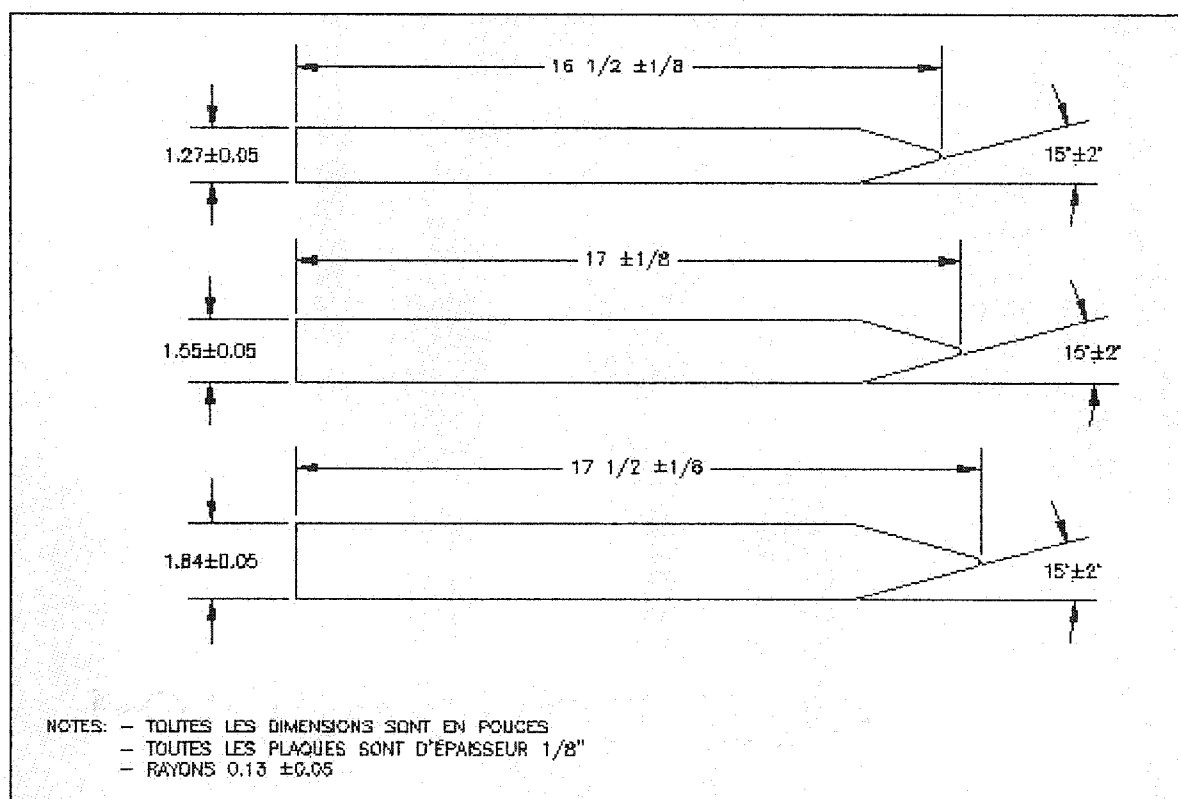 16 1/2 ±1/8
1.27±0.05
15°±2°
17 ±1/8
1.55±0.05
15°±2°
17 1/2 ±1/8
1.84±0.05
15°±2°
NOTES: – TOUTES LES DIMENSIONS SONT EN POUCES
– TOUTES LES PLAQUES SONT D'ÉPAISSEUR 1/8"
– RAYONS 0.13 ±0.05